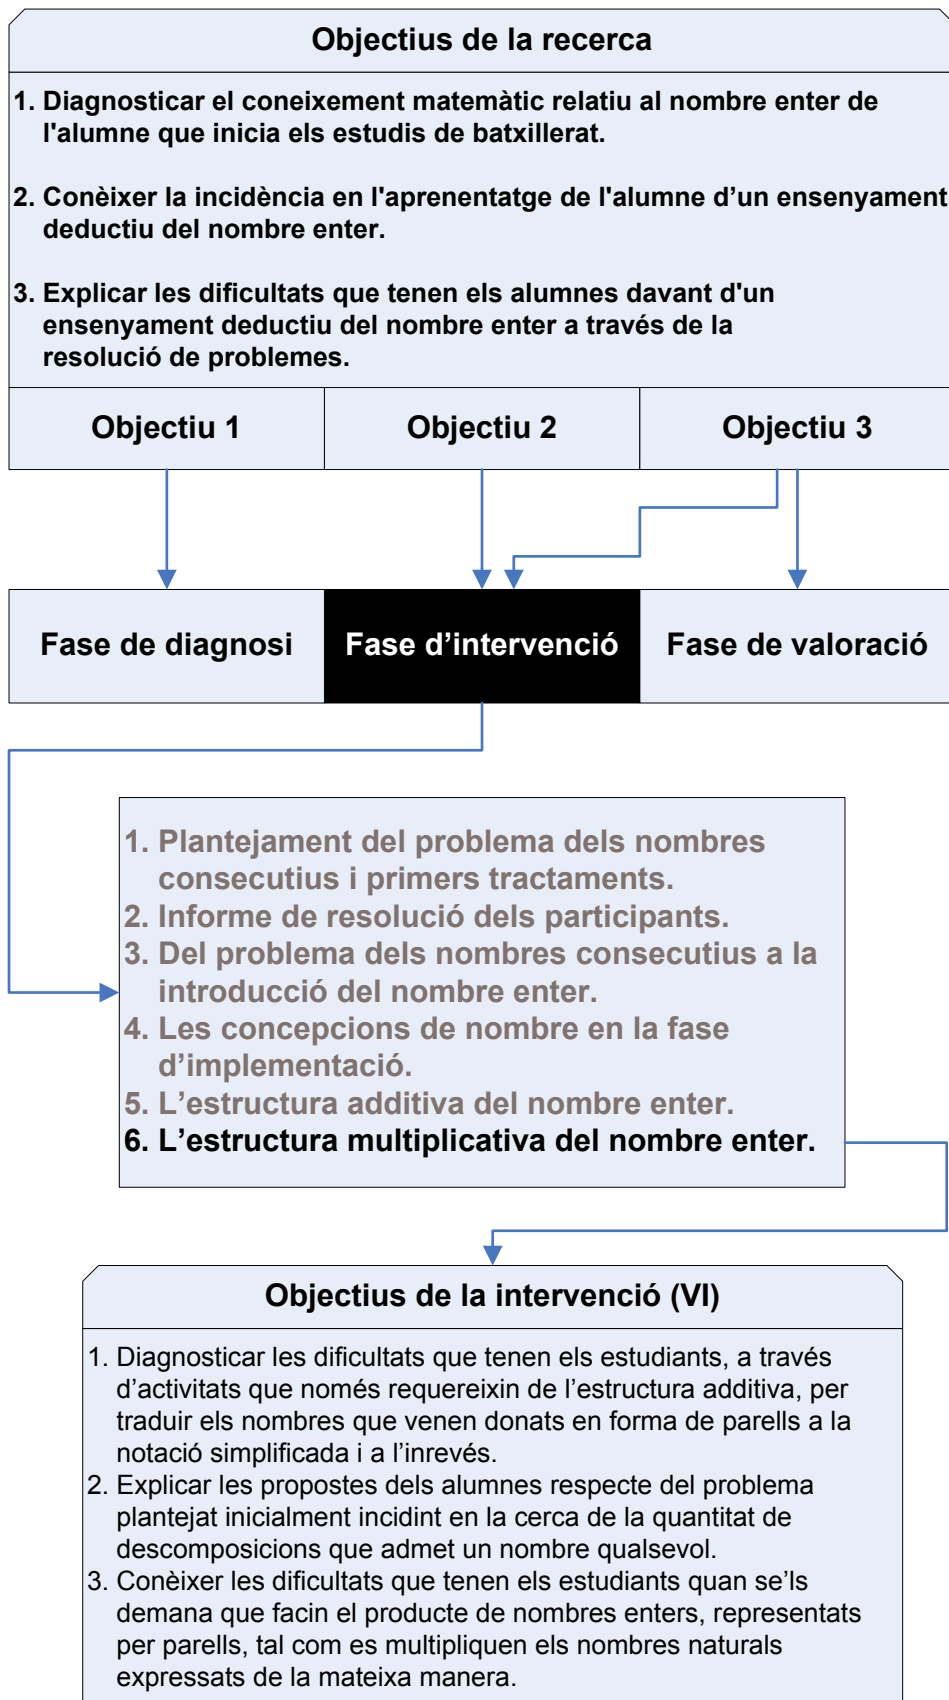 Objectius de la recerca
1. Diagnosticar el coneixement matemàtic relatiu al nombre enter de
l'alumne que inicia els estudis de batxillerat.
2. Conèixer la incidència en l'aprenentatge de l'alumne d’un ensenyament
deductiu del nombre enter.
3. Explicar les dificultats que tenen els alumnes davant d'un
ensenyament deductiu del nombre enter a través de la
resolució de problemes.
Objectiu 1
Objectiu 2
Objectiu 3
Fase de diagnosi
Fase d’intervenció
Fase de valoració
1. Plantejament del problema dels nombres
consecutius i primers tractaments.
2. Informe de resolució dels participants.
3. Del problema dels nombres consecutius a la
introducció del nombre enter.
4. Les concepcions de nombre en la fase
d’implementació.
5. L’estructura additiva del nombre enter.
6. L’estructura multiplicativa del nombre enter.
Objectius de la intervenció (VI)
1. Diagnosticar les dificultats que tenen els estudiants, a través
d’activitats que només requereixin de l’estructura additiva, per
traduir els nombres que venen donats en forma de parells a la
notació simplificada i a l’inrevés.
2. Explicar les propostes dels alumnes respecte del problema
plantejat inicialment incidint en la cerca de la quantitat de
descomposicions que admet un nombre qualsevol.
3. Conèixer les dificultats que tenen els estudiants quan se’ls
demana que facin el producte de nombres enters, representats
per parells, tal com es multipliquen els nombres naturals
expressats de la mateixa manera.